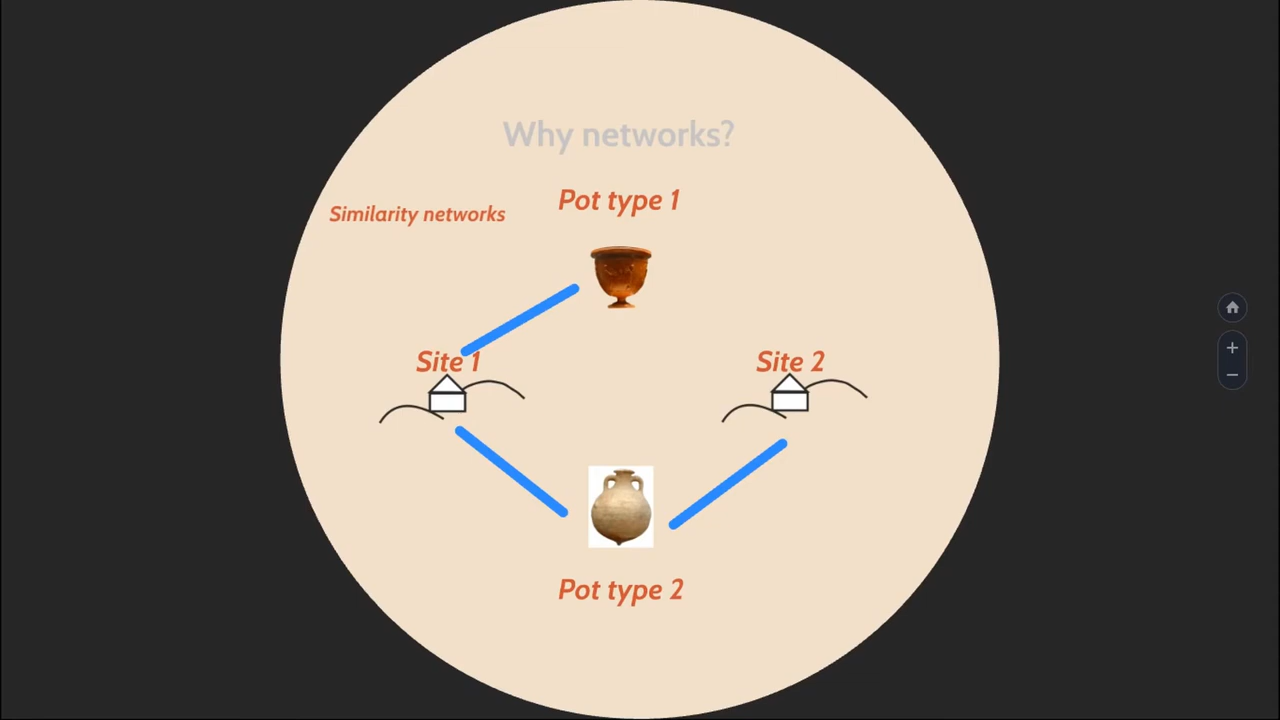 Why networks?
Pot type 1
Similarity networks
Site 1
Site 2
Pot type 2